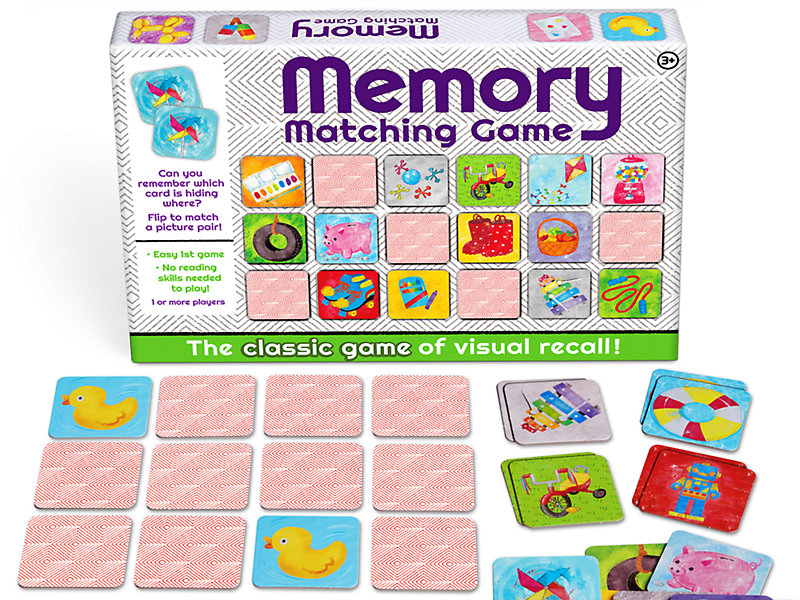 Memory
Matching Game
3+
Memory
Matching Game
Can you
remember which
card is hiding
where?
Flip to match
a picture pair!
• Easy 1st game
• No reading
skills needed
to play!
1 or more players
The classic game of visual recall!